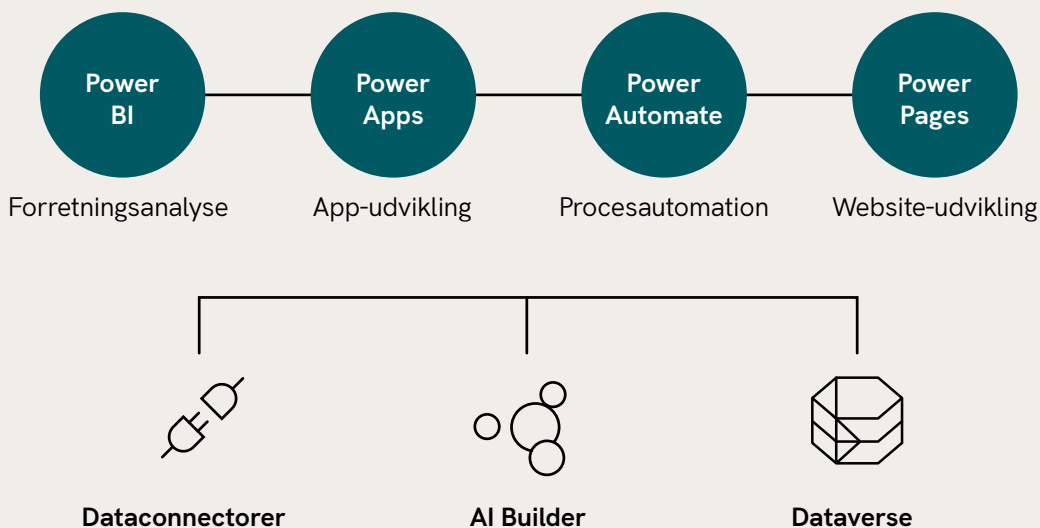 Power
BI
Power
Apps
Power
Automate
Power
Pages
Forretningsanalyse
App-udvikling
Procesautomation
Website-udvikling
Dataconnectorer
AI Builder
Dataverse